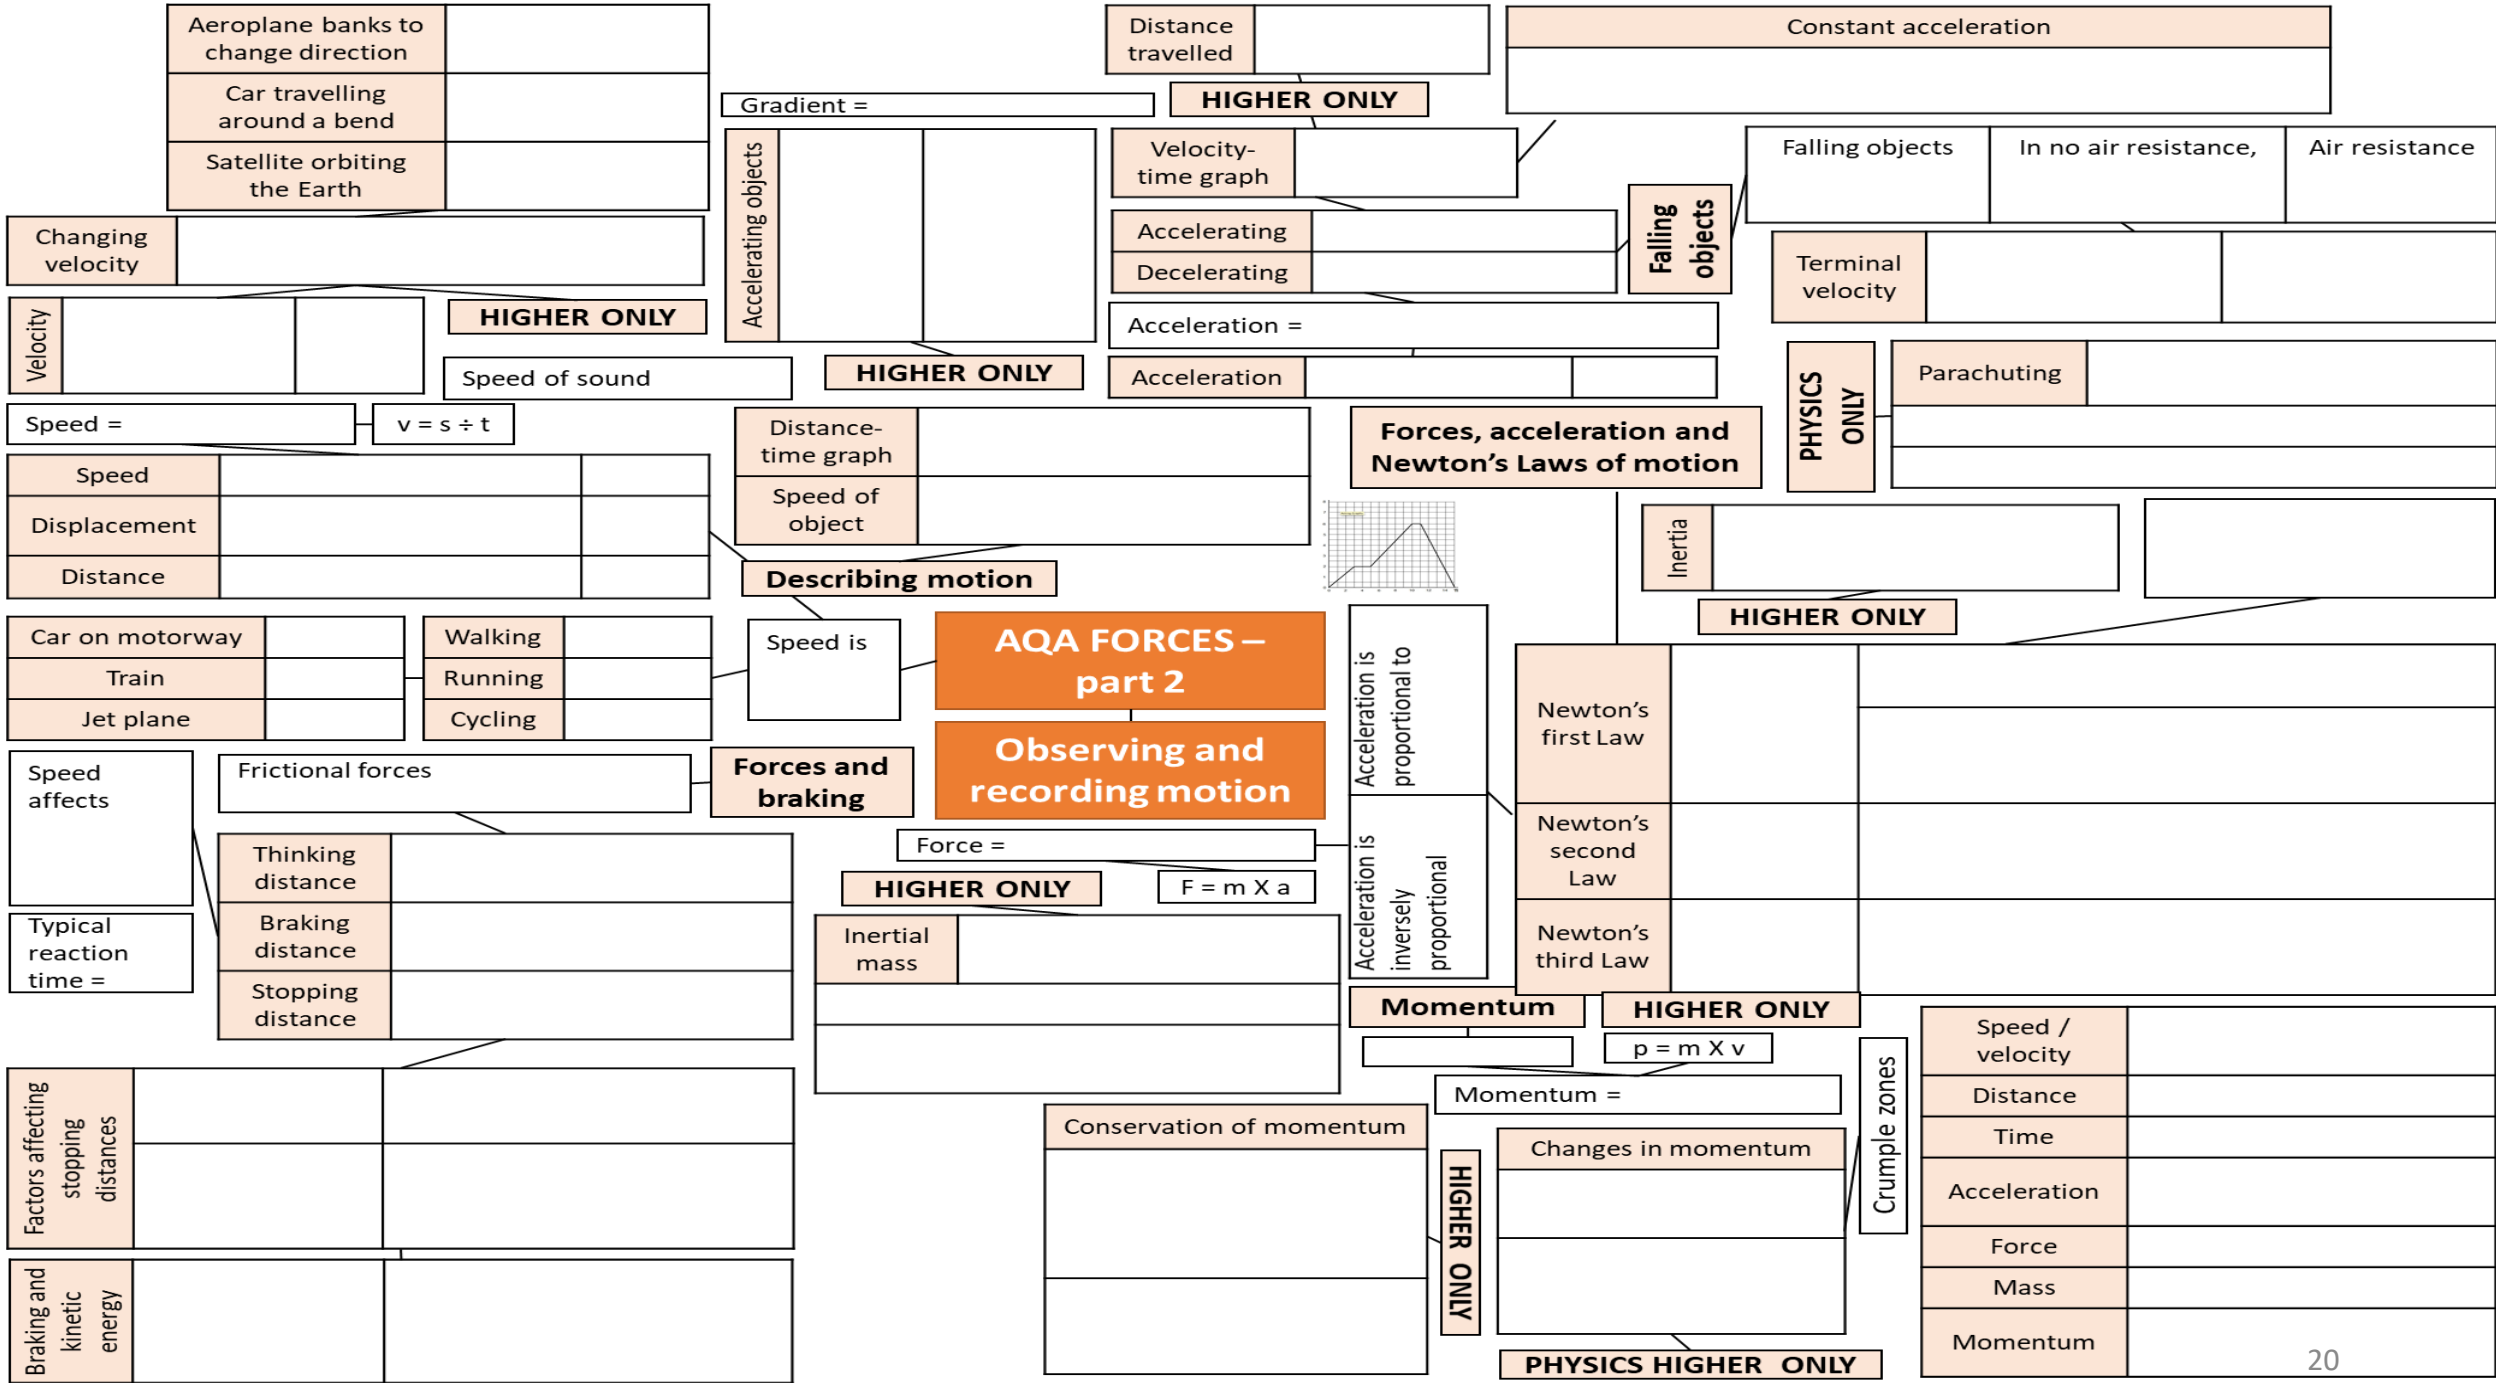 Aeroplane banks to
change direction
Car travelling
around a bend
Satellite orbiting
the Earth
Changing
velocity
Velocity
HIGHER ONLY
Speed of sound
Speed =
v = s ÷ t
Speed
Displacement
Distance
Gradient =
Accelerating objects
HIGHER ONLY
Distance
travelled
HIGHER ONLY
Velocity-
time graph
Accelerating
Decelerating
Acceleration =
Acceleration
Constant acceleration
Falling
objects
Falling objects
In no air resistance,
Air resistance
Terminal
velocity
PHYSICS
ONLY
Parachuting
Distance-
time graph
Speed of
object
Describing motion
Forces, acceleration and
Newton's Laws of motion
Inertia
HIGHER ONLY
Car on motorway
Train
Jet plane
Walking
Running
Cycling
Speed is
AQA FORCES –
part 2
Observing and
recording motion
Acceleration is
proportional to
Acceleration is
inversely
proportional
Newton's
first Law
Newton's
second
Law
Newton's
third Law
Speed
affects
Frictional forces
Forces and
braking
Typical
reaction
time =
Thinking
distance
Braking
distance
Stopping
distance
Force =
F = m X a
HIGHER ONLY
Inertial
mass
Momentum
HIGHER ONLY
p = m X v
Momentum =
Factors affecting
stopping
distances
Braking and
kinetic
energy
Conservation of momentum
HIGHER ONLY
Changes in momentum
PHYSICS HIGHER ONLY
Crumple zones
Speed /
velocity
Distance
Time
Acceleration
Force
Mass
Momentum
20